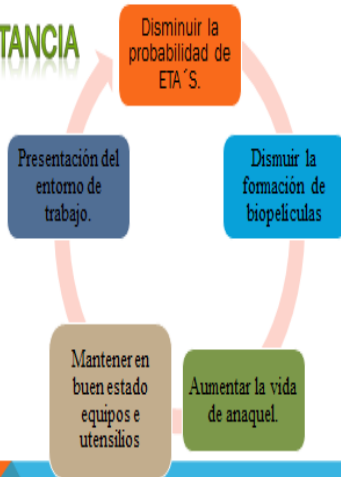 TANCIA
Disminuir la
probabilidad de
ETA´S.
Dismuir la
formación de
biopelículas
Aumentar la vida
de anaquel.
Mantener en
buen estado
equipos e
utensilios
Presentación del
entorno de
trabajo.